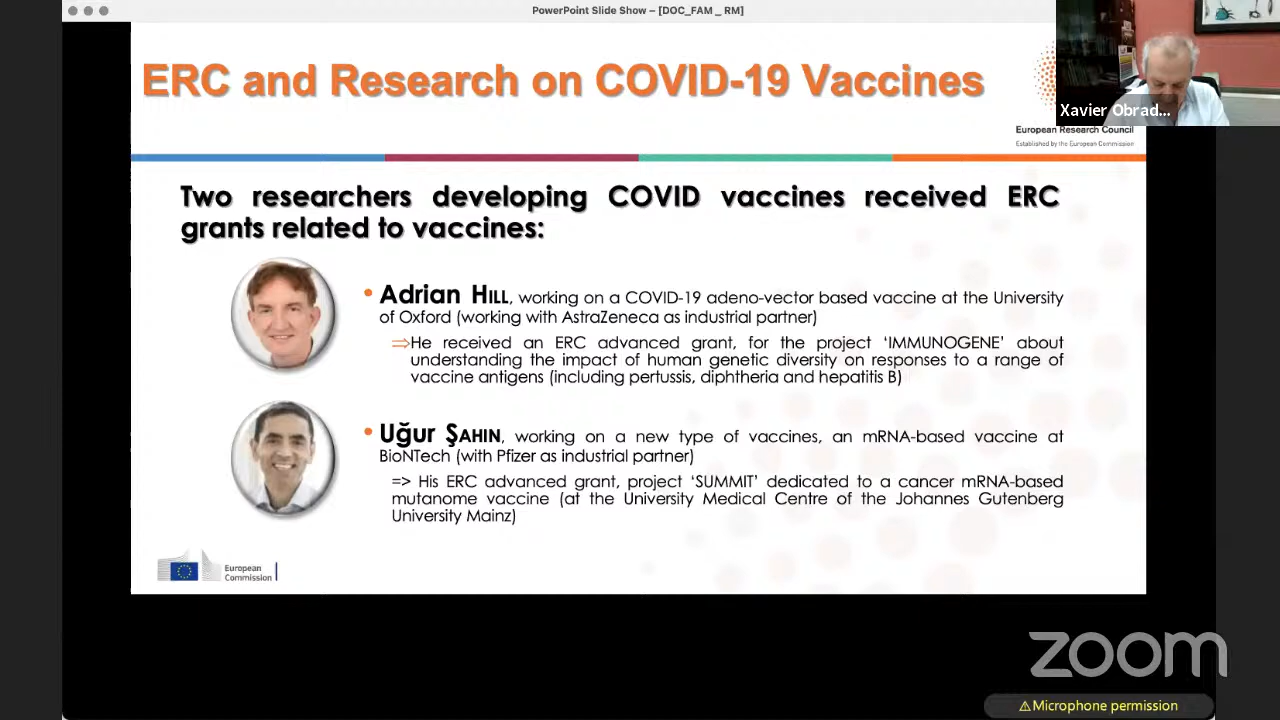 PowerPoint Slide Show – [DOC_FAM _ RM]
ERC and Research on COVID-19 Vaccines
Xavier Obrad...
European Research Council
Established by the European Commission
Two researchers developing COVID vaccines received ERC
grants related to vaccines:
• Adrian HILL, working on a COVID-19 adeno-vector based vaccine at the University
of Oxford (working with AstraZeneca as industrial partner)
⇒He received an ERC advanced grant, for the project ‘IMMUNOGENE’ about
understanding the impact of human genetic diversity on responses to a range of
vaccine antigens (including pertussis, diphtheria and hepatitis B)
• Uğur ŞAHIN, working on a new type of vaccines, an mRNA-based vaccine at
BioNTech (with Pfizer as industrial partner)
=> His ERC advanced grant, project ‘SUMMIT’ dedicated to a cancer mRNA-based
mutanome vaccine (at the University Medical Centre of the Johannes Gutenberg
University Mainz)
European
Commission
zoom
⚠Microphone permission